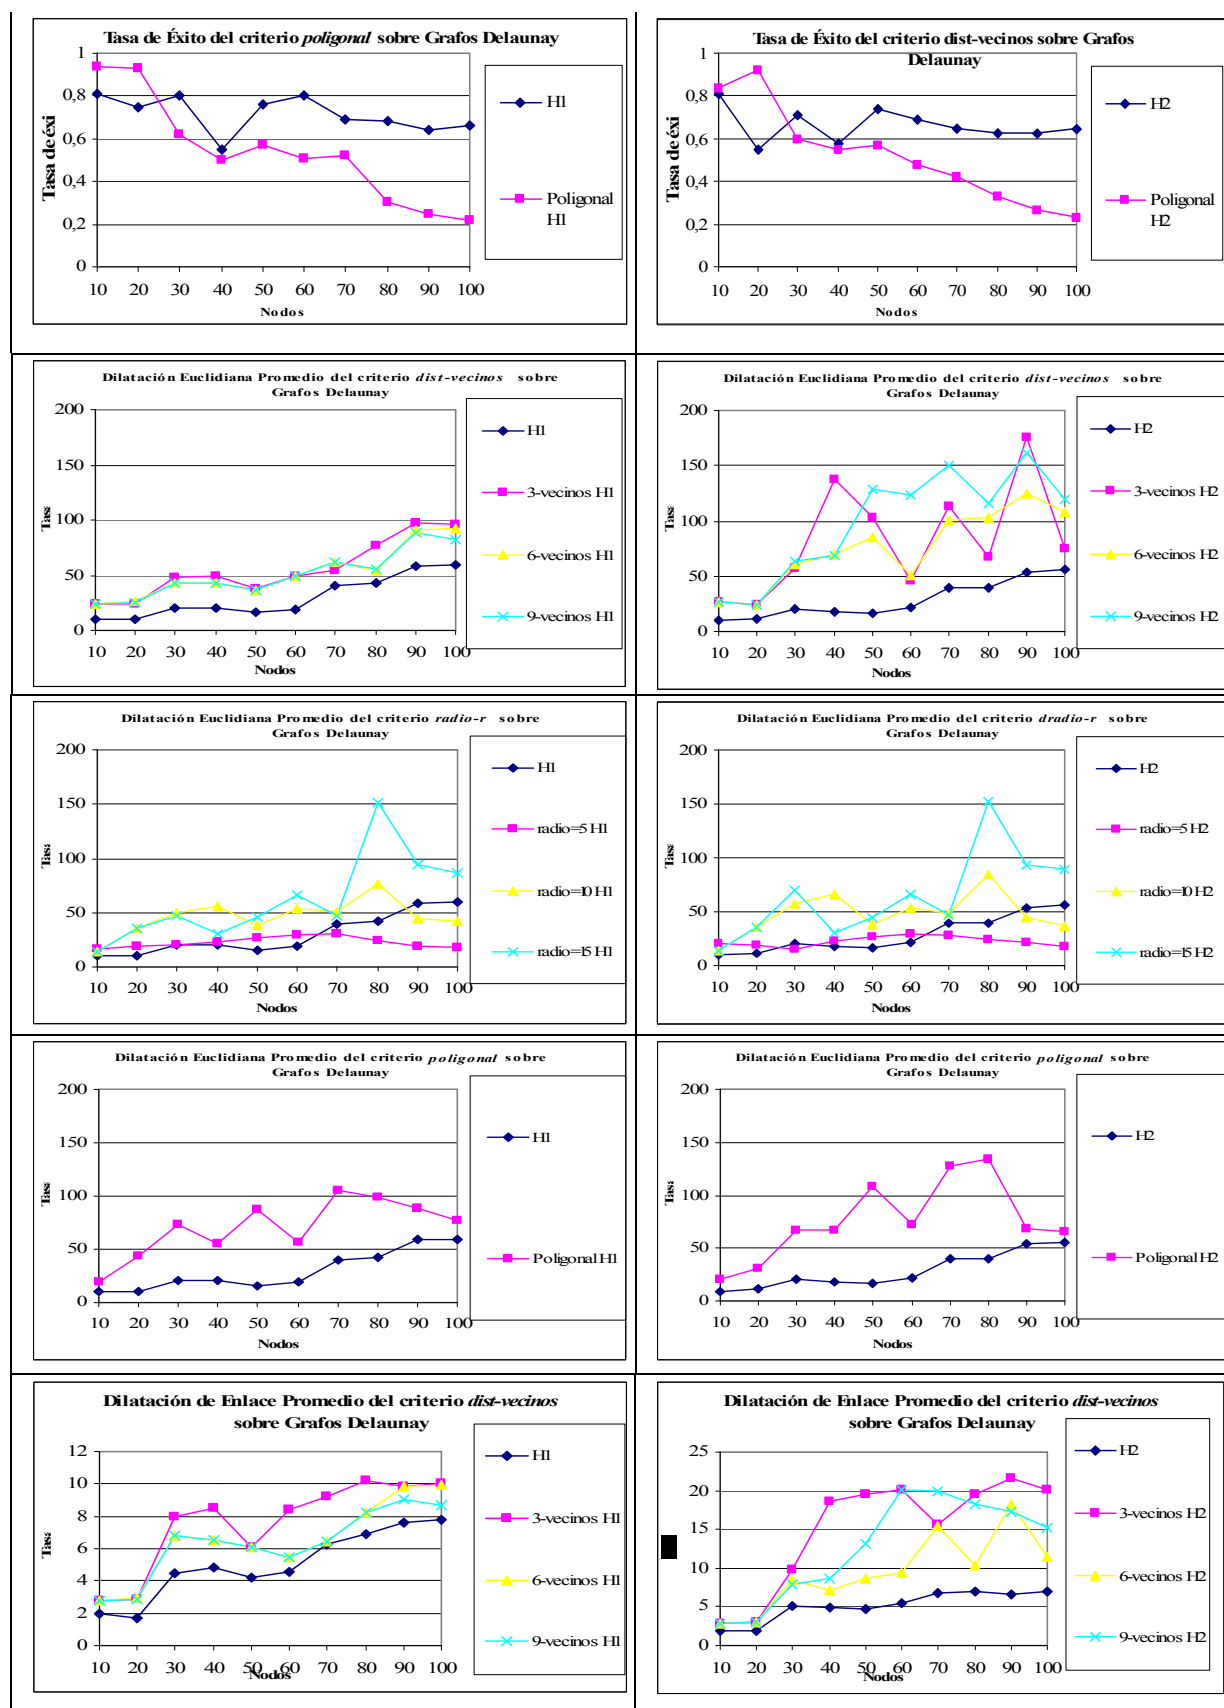 Tasa de Éxito del criterio poligonal sobre Grafos Delaunay
1
0,8
0,6
0,4
0,2
0
Tasa de éxi
10 20 30 40 50 60 70 80 90 100
Nodos
H1
Poligonal
H1
Tasa de Éxito del criterio dist-vecinos sobre Grafos
Delaunay
1
0,8
0,6
0,4
0,2
0
Tasa de éxi
10 20 30 40 50 60 70 80 90 100
Nodos
H2
Poligonal
H2
Dilatación Euclidiana Promedio del criterio dist-vecinos sobre
Grafos Delaunay
200
150
100
50
0
Tasa
10 20 30 40 50 60 70 80 90 100
Nodos
H1
3-vecinos H1
6-vecinos H1
9-vecinos H1
Dilatación Euclidiana Promedio del criterio dist-vecinos sobre
Grafos Delaunay
200
150
100
50
0
Tasa
10 20 30 40 50 60 70 80 90 100
Nodos
H2
3-vecinos H2
6-vecinos H2
9-vecinos H2
Dilatación Euclidiana Promedio del criterio radio-r sobre
Grafos Delaunay
200
150
100
50
0
Tasa
10 20 30 40 50 60 70 80 90 100
Nodos
H1
radio=5 H1
radio=10 H1
radio=15 H1
Dilatación Euclidiana Promedio del criterio dradio-r sobre
Grafos Delaunay
200
150
100
50
0
Tasa
10 20 30 40 50 60 70 80 90 100
Nodos
H2
radio=5 H2
radio=10 H2
radio=15 H2
Dilatación Euclidiana Promedio del criterio poligonal sobre
Grafos Delaunay
200
150
100
50
0
Tasa
10 20 30 40 50 60 70 80 90 100
Nodos
H1
Poligonal H1
Dilatación Euclidiana Promedio del criterio poligonal sobre
Grafos Delaunay
200
150
100
50
0
Tasa
10 20 30 40 50 60 70 80 90 100
Nodos
H2
Poligonal H2
Dilatación de Enlace Promedio del criterio dist-vecinos
sobre Grafos Delaunay
12
10
8
6
4
2
0
Tasa
10 20 30 40 50 60 70 80 90 100
Nodos
H1
3-vecinos H1
6-vecinos H1
9-vecinos H1
Dilatación de Enlace Promedio del criterio dist-vecinos
sobre Grafos Delaunay
25
20
15
10
5
0
10 20 30 40 50 60 70 80 90 100
Nodos
H2
3-vecinos H2
6-vecinos H2
9-vecinos H2